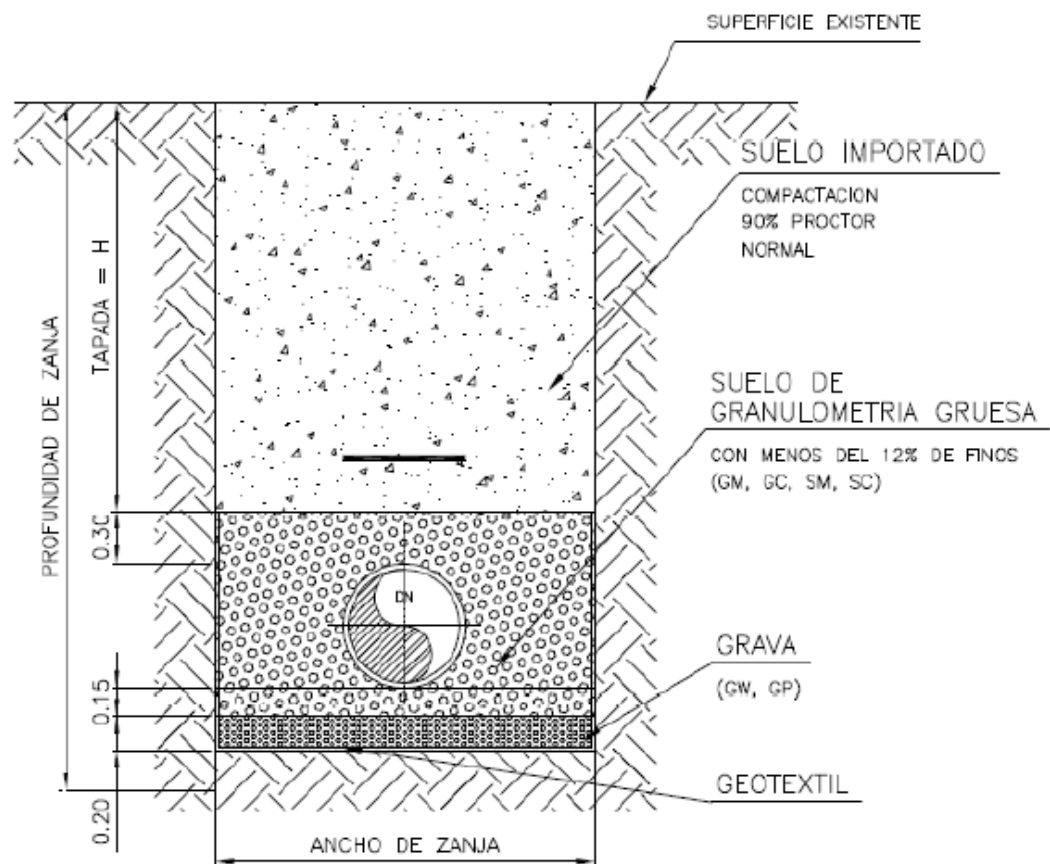 SUPERFICIE EXISTENTE
SUELO IMPORTADO
COMPACTACION
90% PROCTOR
NORMAL
TAPADA = H
PROFUNDIDAD DE ZANJA
SUELO DE
GRANULOMETRIA GRUESA
CON MENOS DEL 12% DE FINOS
(GM, GC, SM, SC)
0.30
DN
GRAVA
(GW, GP)
0.15
GEOTEXTIL
0.20
ANCHO DE ZANJA